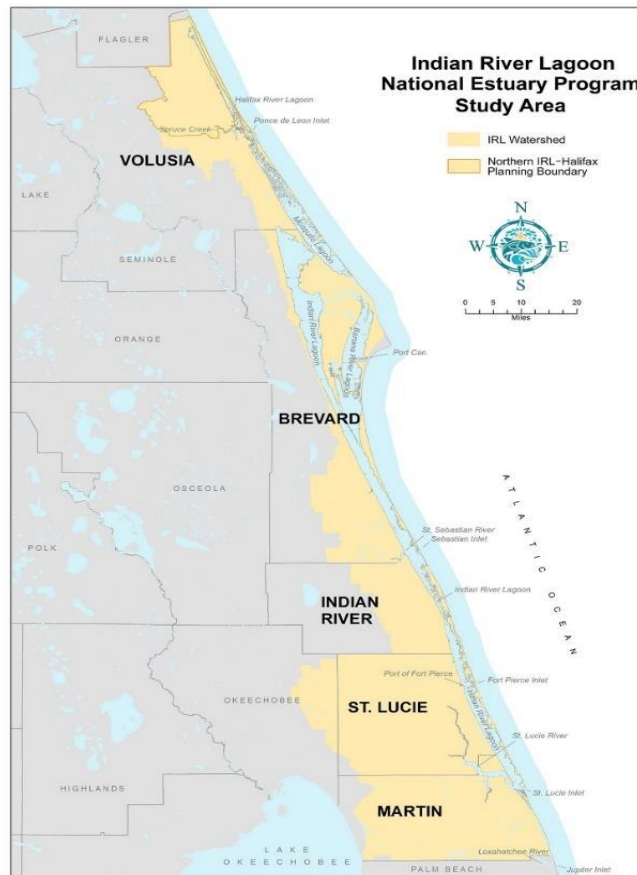 Indian River Lagoon
National Estuary Program
Study Area
IRL Watershed
Northern IRL-Halifax
Planning Boundary
N
W
E
S
0 5 10 20
Miles
FLAGLER
Halifax River Lagoon
Ponce de Leon Inlet
Spruce Creek
VOLUSIA
LAKE
Mosquito Lagoon
SEMINOLE
Indian River Lagoon
Banana River Lagoon
ORANGE
Port Can.
BREVARD
OSCEOLA
ATLANTIC OCEAN
St. Sebastian River
Sebastian Inlet
POLK
Indian River Lagoon
INDIAN
RIVER
Port of Fort Pierce
Fort Pierce Inlet
OKEECHOBEE
Indian River Lagoon
ST. LUCIE
St. Lucie River
HIGHLANDS
St. Lucie Inlet
MARTIN
LAKE
OKEECHOBEE
Loxahatchee River
PALM BEACH
Jupiter Inlet